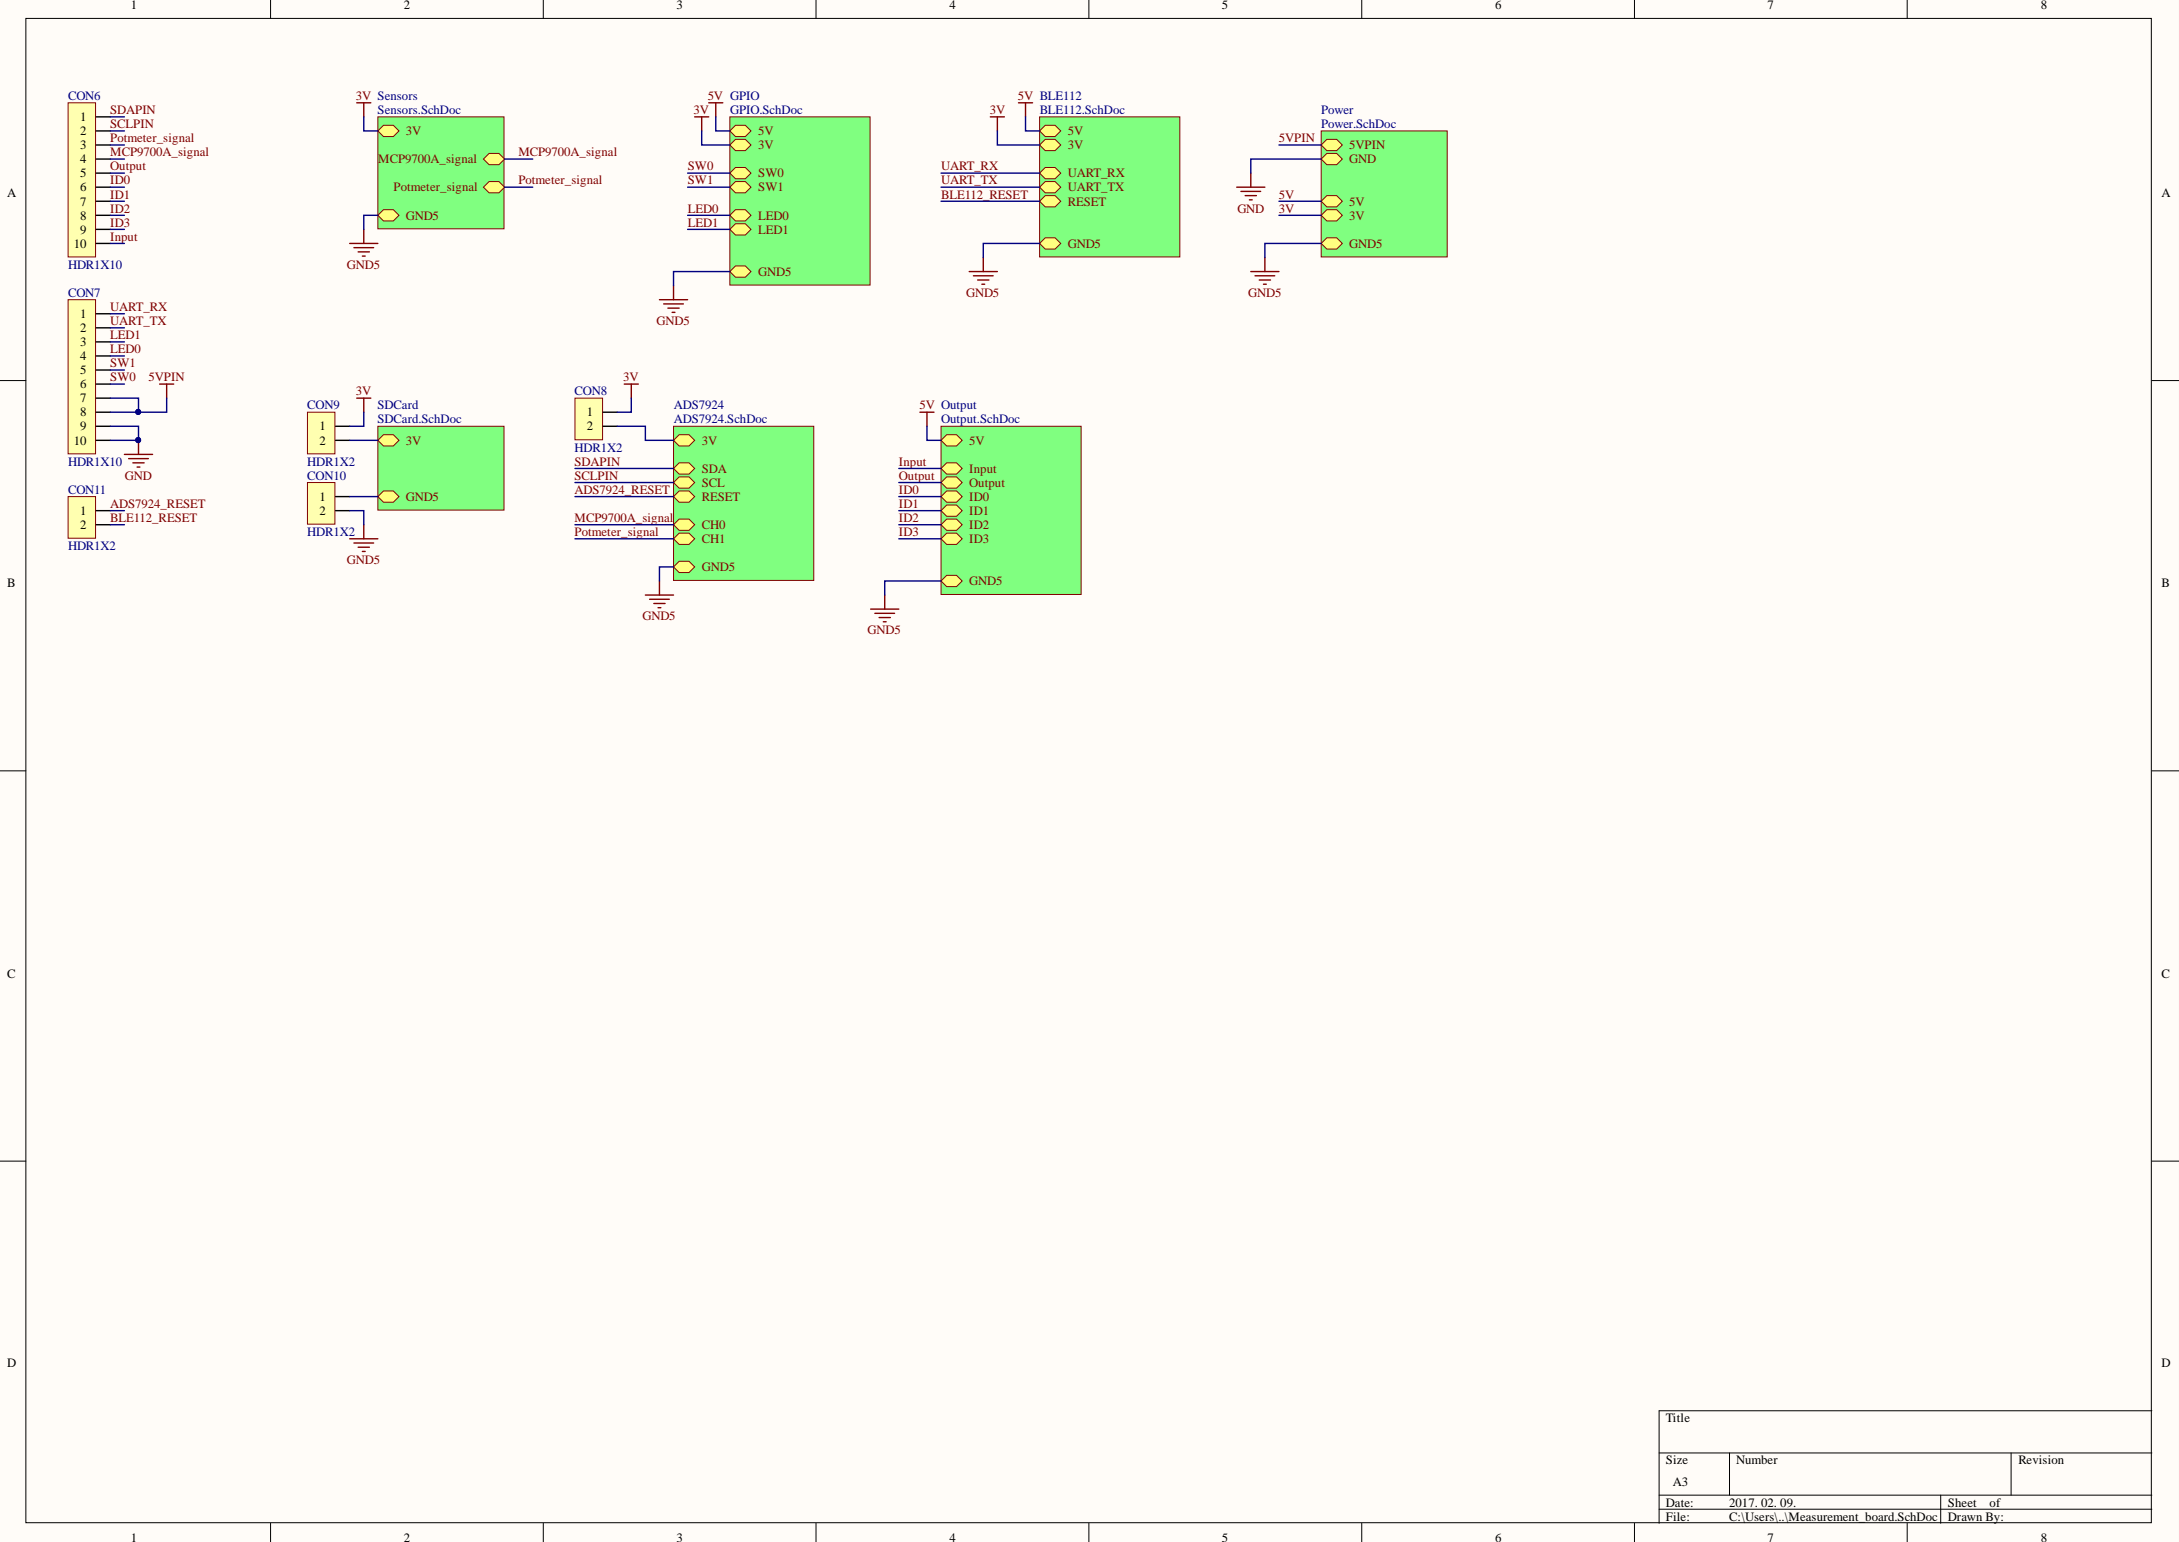 1 2 3 4 5 6 7 8
A A
B B
C C
D D
CON6
1 SDAPIN
2 SCLPIN
3 Potmeter_signal
4 MCP9700A_signal
5 Output
6 ID0
7 ID1
8 ID2
9 ID3
10 Input
HDR1X10
CON7
1 UART_RX
2 UART_TX
3 LED1
4 LED0
5 SW1
6 SW0 5VPIN
7
8
9
10
HDR1X10
GND
CON11
1 ADS7924_RESET
2 BLE112_RESET
HDR1X2
3V Sensors
Sensors.SchDoc
3V
MCP9700A_signal MCP9700A_signal
Potmeter_signal Potmeter_signal
GND5
GND5
5V GPIO
3V GPIO.SchDoc
5V
3V
SW0 SW0
SW1 SW1
LED0 LED0
LED1 LED1
GND5
GND5
5V BLE112
3V BLE112.SchDoc
5V
3V
UART_RX UART_RX
UART_TX UART_TX
BLE112_RESET RESET
GND5
GND5
Power
Power.SchDoc
5VPIN 5VPIN
GND
GND
5V 5V
3V 3V
GND5
GND5
3V
CON9 SDCard
SDCard.SchDoc
1
2 3V
HDR1X2
CON10
1 GND5
2
HDR1X2
GND5
3V
CON8
1
2
HDR1X2
ADS7924
ADS7924.SchDoc
3V
SDAPIN SDA
SCLPIN SCL
ADS7924_RESET RESET
MCP9700A_signal CH0
Potmeter_signal CH1
GND5
GND5
5V Output
Output.SchDoc
5V
Input Input
Output Output
ID0 ID0
ID1 ID1
ID2 ID2
ID3 ID3
GND5
GND5
Title
Size Number Revision
A3
Date: 2017. 02. 09. Sheet of
File: C:\Users\..\Measurement_board.SchDoc Drawn By:
1 2 3 4 5 6 7 8